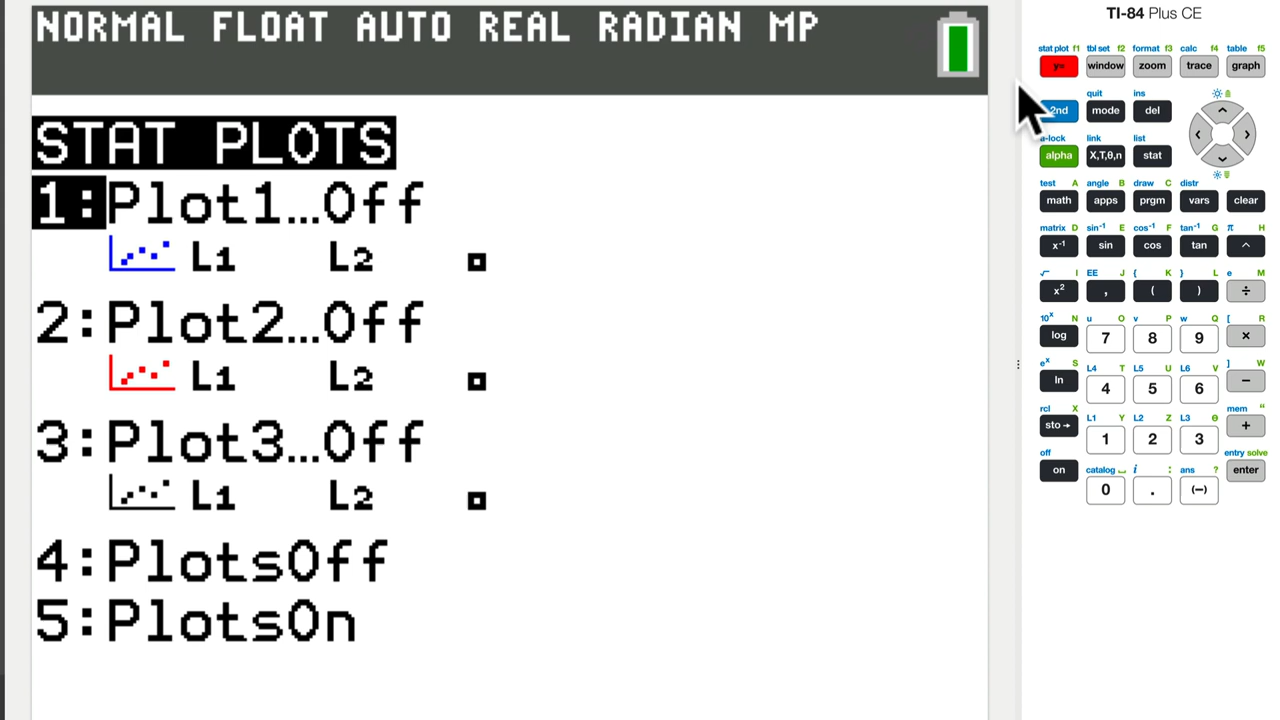 NORMAL FLOAT AUTO REAL RADIAN MP
STAT PLOTS
1:Plot1…Off
L1 L2
2:Plot2…Off
L1 L2
3:Plot3…Off
L1 L2
4:PlotsOff
5:PlotsOn
TI-84 Plus CE
stat plot f1 tbl set f2 format f3 calc f4 table f5
y= window zoom trace graph
quit ins
2nd mode del
a-lock link list
alpha X,T,θ,n stat
test A angle B draw C distr
math apps prgm vars clear
matrix D sin⁻¹ E cos⁻¹ F tan⁻¹ G π H
x⁻¹ sin cos tan ^
√ I EE J { K } L e M
x² , ( ) ÷
10ˣ N u O v P w Q [ R
log 7 8 9 ×
eˣ S L4 T L5 U L6 V ] W
ln 4 5 6 −
rcl X L1 Y L2 Z L3 θ mem "
sto→ 1 2 3 +
off catalog i : ans ? entry solve
on 0 . (−) enter